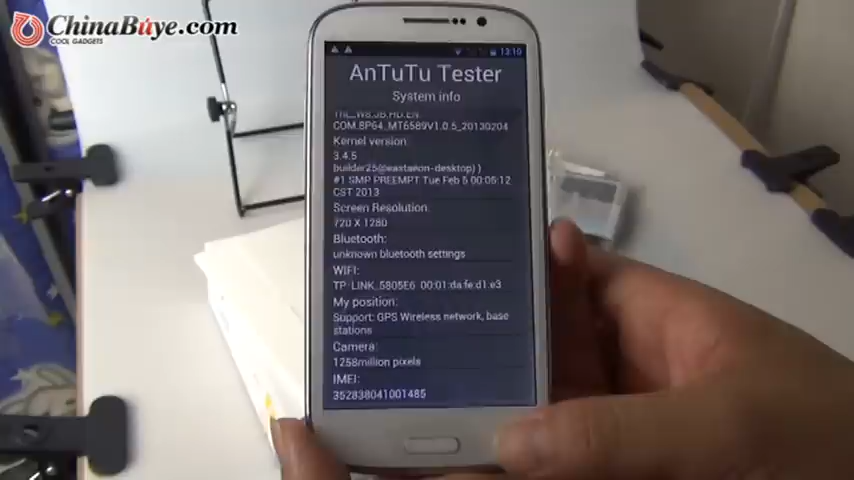 ChinaBuye.com
COOL GADGETS
13:10
AnTuTu Tester
System info
COM.8P64_MT6589V1.0.5_20130204
Kernel version
3.4.5
builder25@eastaeon-desktop) )
#1 SMP PREEMPT Tue Feb 5 00:05:12
CST 2013
Screen Resolution:
720 X 1280
Bluetooth:
unknown bluetooth settings
WIFI:
TP-LINK_5805E6 00:01:da:fe:d1:e3
My position:
Support: GPS Wireless network, base
stations
Camera:
1258million pixels
IMEI:
352838041001485